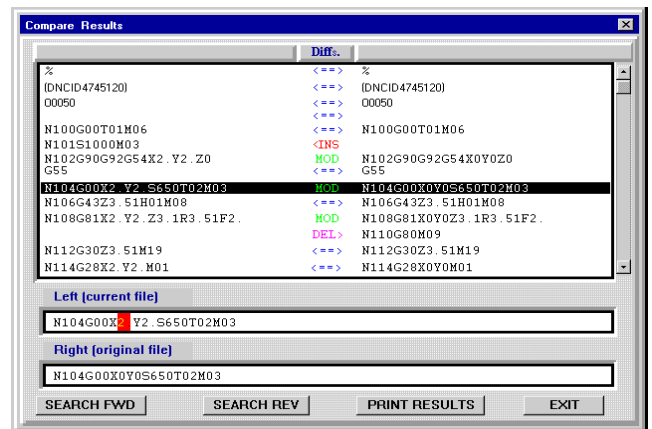 Compare Results
Diffs.
% <==> %
(DNCID4745120) <==> (DNCID4745120)
O0050 <==> O0050
<==>
N100G00T01M06 <==> N100G00T01M06
N101S1000M03 <INS
N102G90G92G54X2.Y2.Z0 MOD N102G90G92G54X0Y0Z0
G55 <==> G55
N104G00X2.Y2.S650T02M03 MOD N104G00X0Y0S650T02M03
N106G43Z3.51H01M08 <==> N106G43Z3.51H01M08
N108G81X2.Y2.Z3.1R3.51F2. MOD N108G81X0Y0Z3.1R3.51F2.
DEL> N110G80M09
N112G30Z3.51M19 <==> N112G30Z3.51M19
N114G28X2.Y2.M01 <==> N114G28X0Y0M01
Left (current file)
N104G00X2 Y2.S650T02M03
Right (original file)
N104G00X0Y0S650T02M03
SEARCH FWD SEARCH REV PRINT RESULTS EXIT